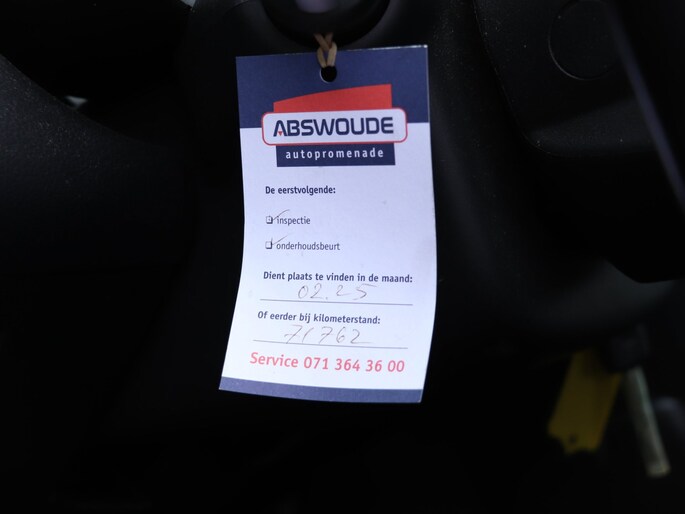 ABSWOUDE
autopromenade
De eerstvolgende:
inspectie
onderhoudsbeurt
Dient plaats te vinden in de maand:
02.25
Of eerder bij kilometerstand:
71762
Service 071 364 36 00